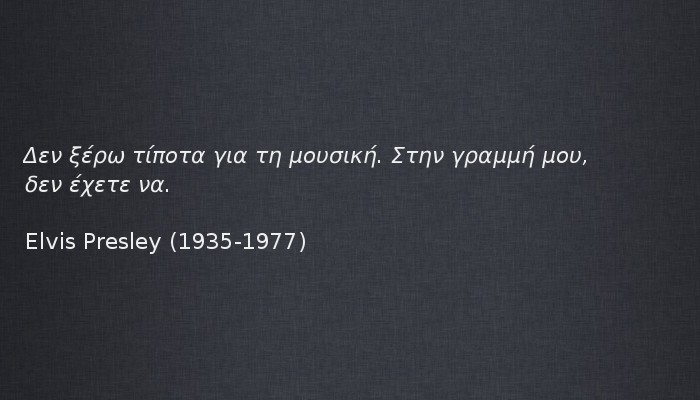 Δεν ξέρω τίποτα για τη μουσική. Στην γραμμή μου,
δεν έχετε να.
Elvis Presley (1935-1977)